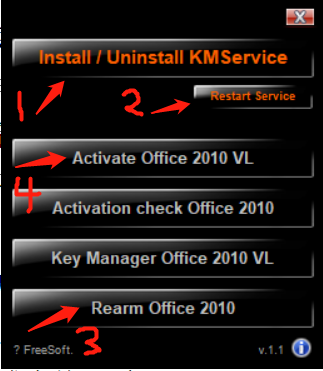 X
Install / Uninstall KMService
1
2
Restart Service
Activate Office 2010 VL
4
Activation check Office 2010
Key Manager Office 2010 VL
Rearm Office 2010
3
? FreeSoft.
v.1.1 i